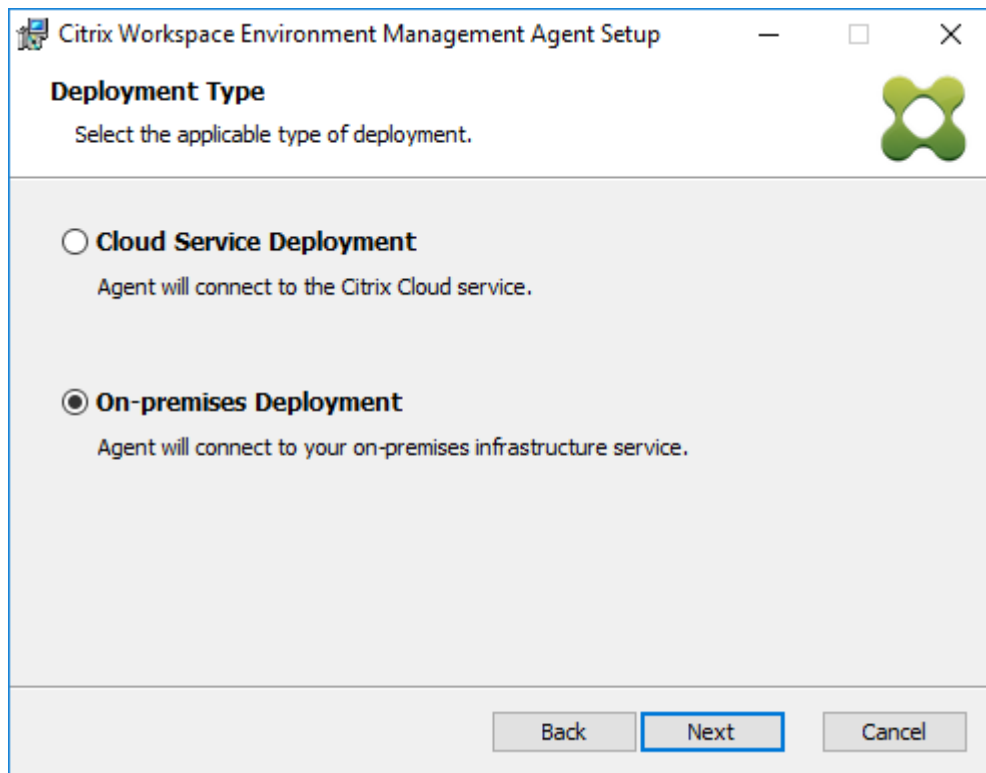 Citrix Workspace Environment Management Agent Setup
Deployment Type
Select the applicable type of deployment.
Cloud Service Deployment
Agent will connect to the Citrix Cloud service.
On-premises Deployment
Agent will connect to your on-premises infrastructure service.
Back Next Cancel